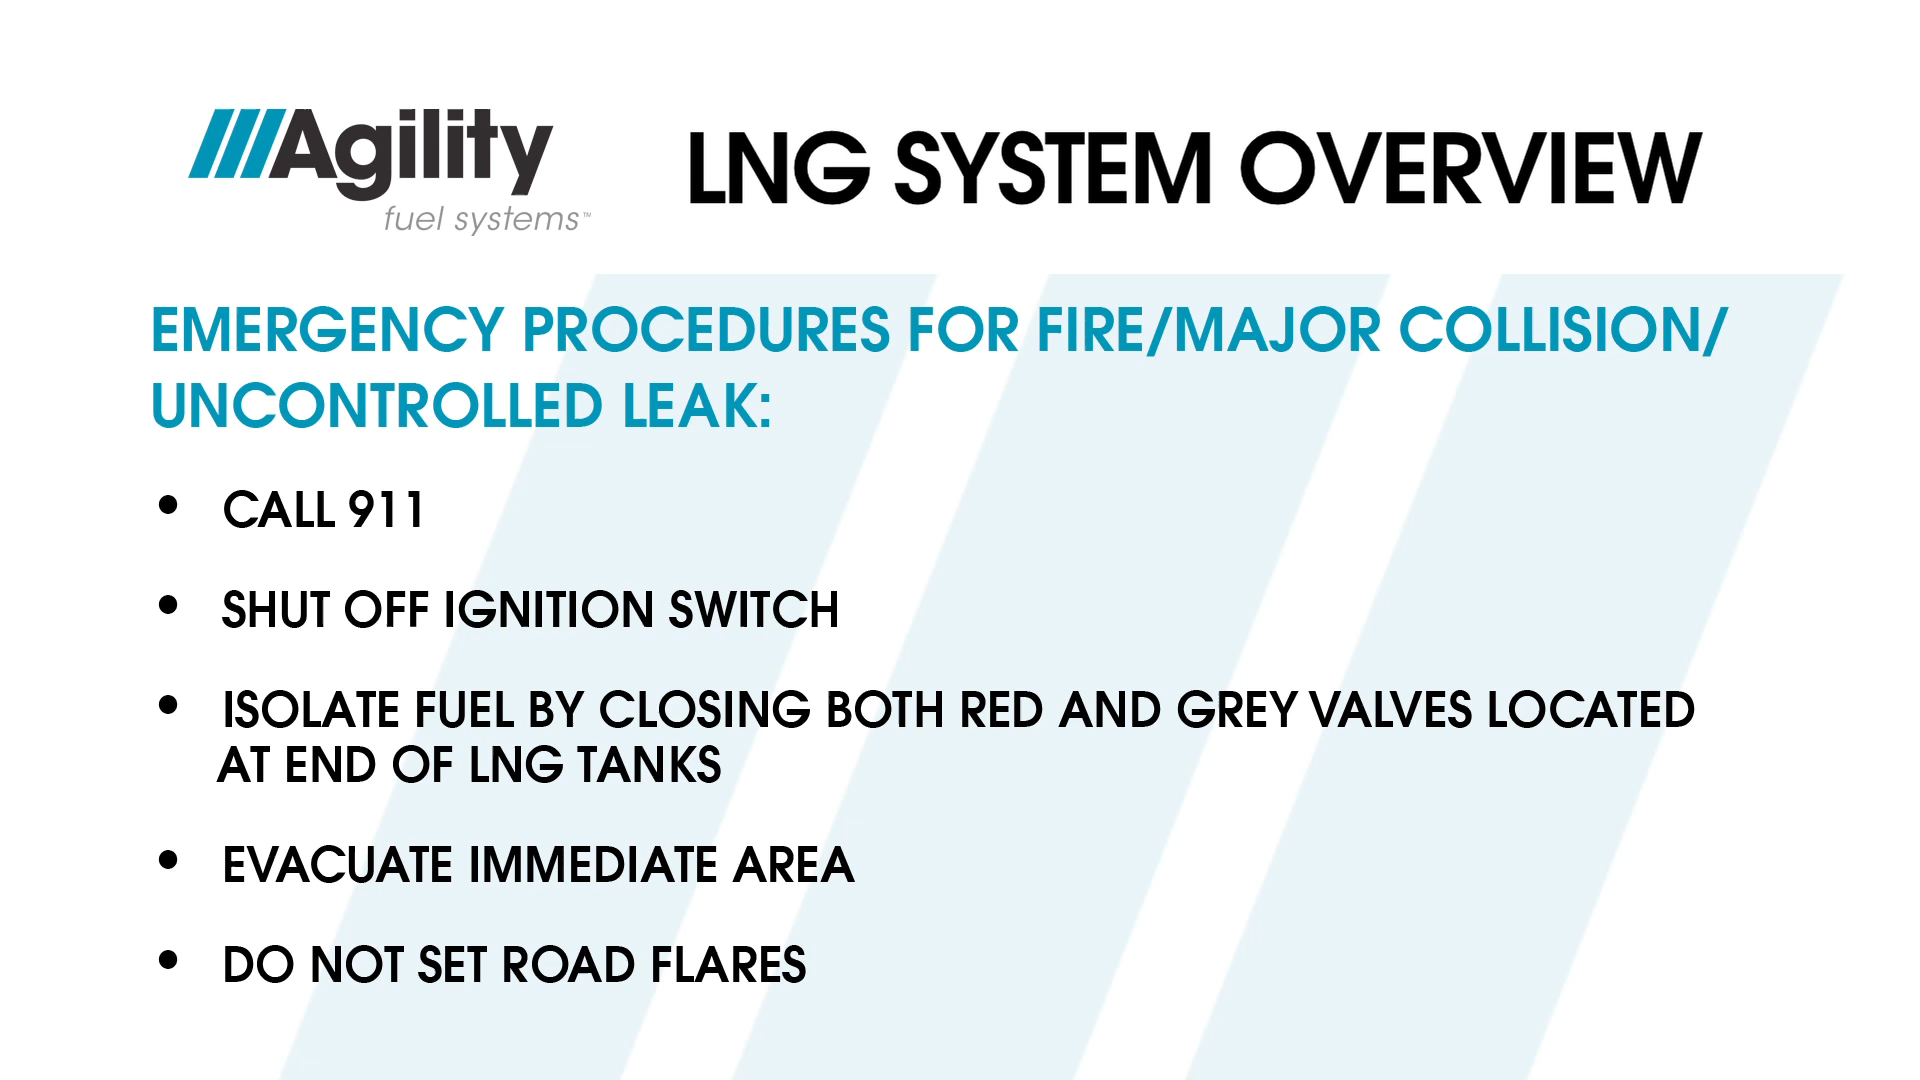 Agility
fuel systems™
LNG SYSTEM OVERVIEW
EMERGENCY PROCEDURES FOR FIRE/MAJOR COLLISION/
UNCONTROLLED LEAK:
• CALL 911
• SHUT OFF IGNITION SWITCH
• ISOLATE FUEL BY CLOSING BOTH RED AND GREY VALVES LOCATED
AT END OF LNG TANKS
• EVACUATE IMMEDIATE AREA
• DO NOT SET ROAD FLARES